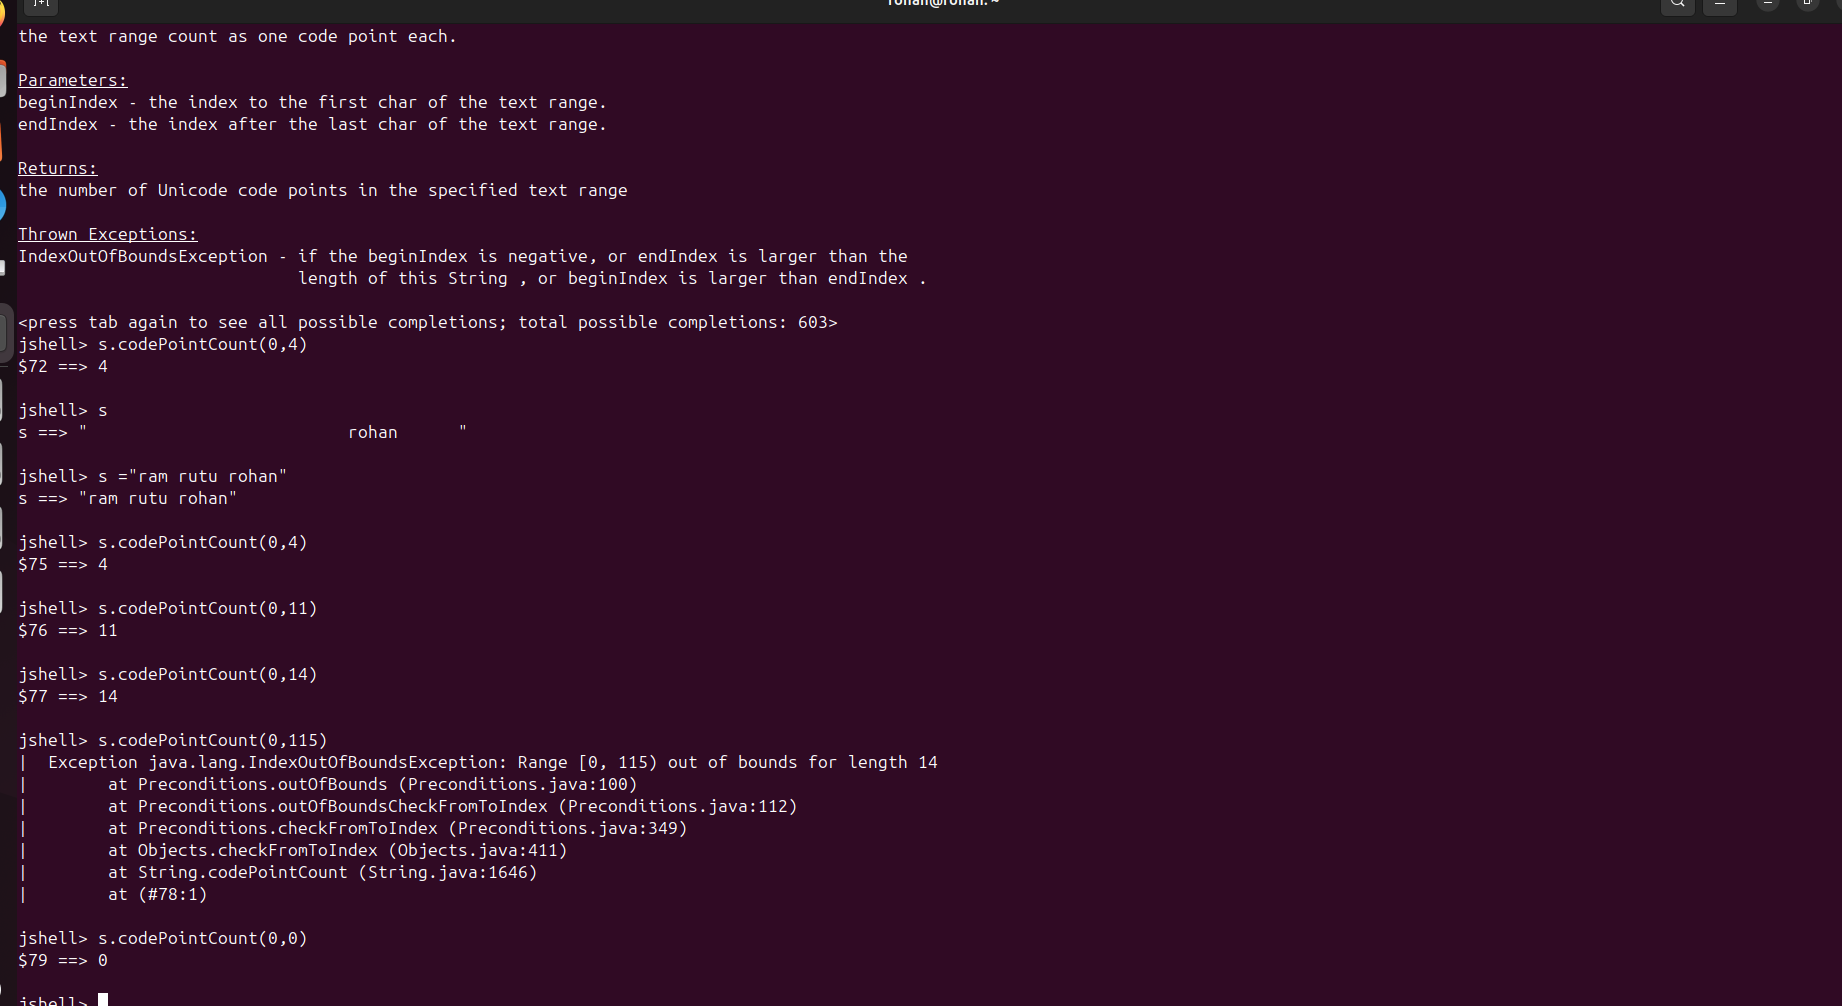 rohan@rohan: ~
the text range count as one code point each.
Parameters:
beginIndex - the index to the first char of the text range.
endIndex - the index after the last char of the text range.
Returns:
the number of Unicode code points in the specified text range
Thrown Exceptions:
IndexOutOfBoundsException - if the beginIndex is negative, or endIndex is larger than the
length of this String , or beginIndex is larger than endIndex .
<press tab again to see all possible completions; total possible completions: 603>
jshell> s.codePointCount(0,4)
$72 ==> 4
jshell> s
s ==> "                          rohan      "
jshell> s ="ram rutu rohan"
s ==> "ram rutu rohan"
jshell> s.codePointCount(0,4)
$75 ==> 4
jshell> s.codePointCount(0,11)
$76 ==> 11
jshell> s.codePointCount(0,14)
$77 ==> 14
jshell> s.codePointCount(0,115)
|  Exception java.lang.IndexOutOfBoundsException: Range [0, 115) out of bounds for length 14
|        at Preconditions.outOfBounds (Preconditions.java:100)
|        at Preconditions.outOfBoundsCheckFromToIndex (Preconditions.java:112)
|        at Preconditions.checkFromToIndex (Preconditions.java:349)
|        at Objects.checkFromToIndex (Objects.java:411)
|        at String.codePointCount (String.java:1646)
|        at (#78:1)
jshell> s.codePointCount(0,0)
$79 ==> 0
jshell>